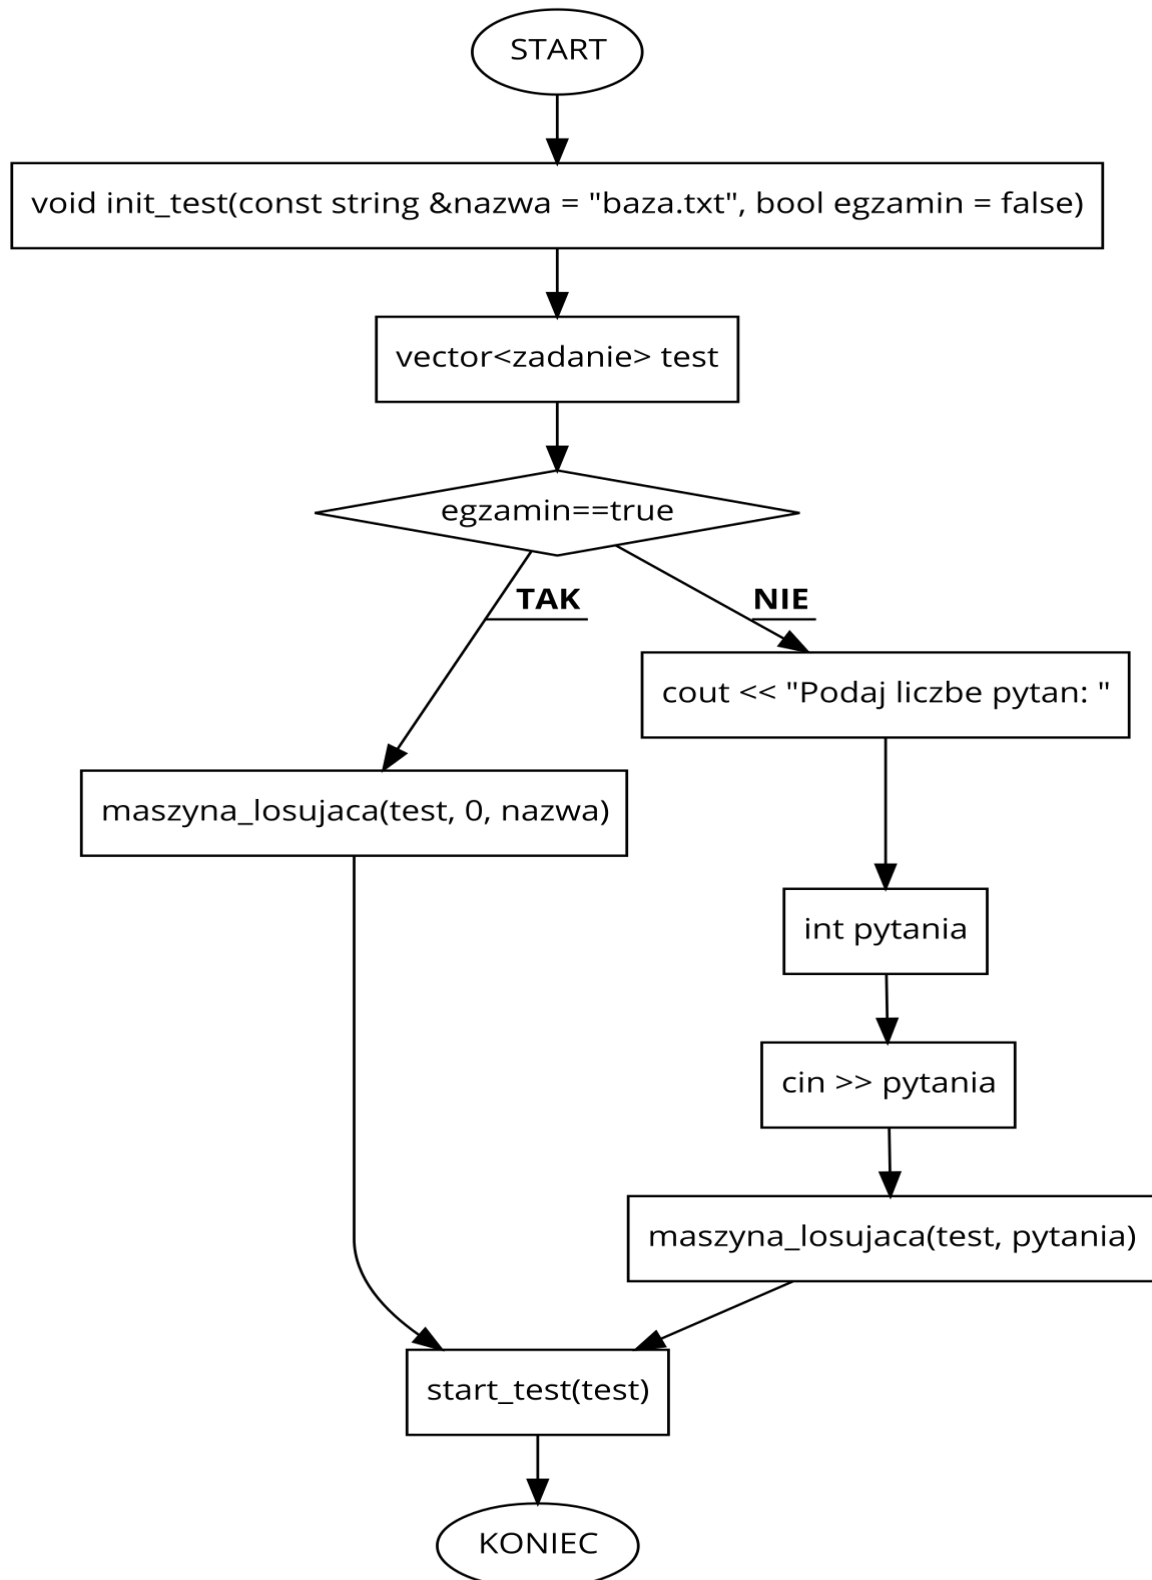 START
void init_test(const string &nazwa = "baza.txt", bool egzamin = false)
vector<zadanie> test
egzamin==true
TAK
NIE
cout << "Podaj liczbe pytan: "
maszyna_losujaca(test, 0, nazwa)
int pytania
cin >> pytania
maszyna_losujaca(test, pytania)
start_test(test)
KONIEC